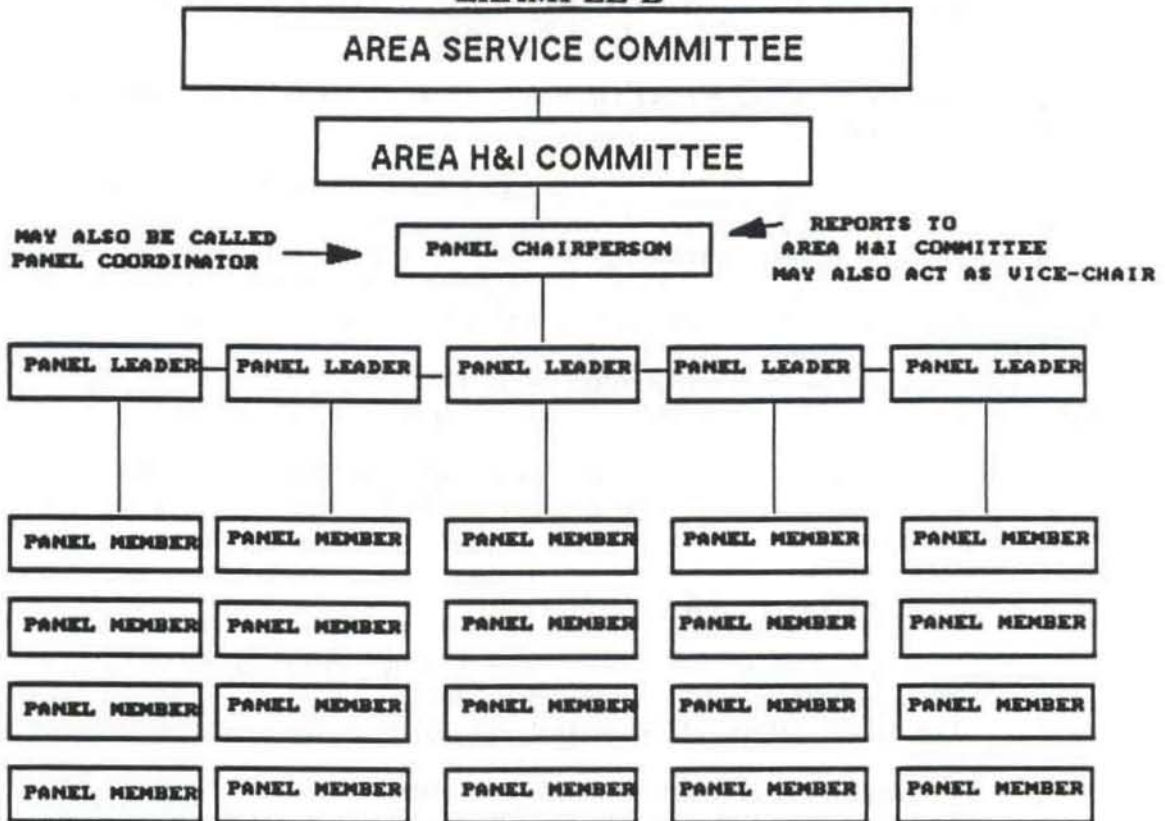 AREA SERVICE COMMITTEE
AREA H&I COMMITTEE
MAY ALSO BE CALLED
PANEL COORDINATOR
PANEL CHAIRPERSON
REPORTS TO
AREA H&I COMMITTEE
MAY ALSO ACT AS VICE-CHAIR
PANEL LEADER PANEL LEADER PANEL LEADER PANEL LEADER PANEL LEADER
PANEL MEMBER PANEL MEMBER PANEL MEMBER PANEL MEMBER PANEL MEMBER
PANEL MEMBER PANEL MEMBER PANEL MEMBER PANEL MEMBER PANEL MEMBER
PANEL MEMBER PANEL MEMBER PANEL MEMBER PANEL MEMBER PANEL MEMBER
PANEL MEMBER PANEL MEMBER PANEL MEMBER PANEL MEMBER PANEL MEMBER